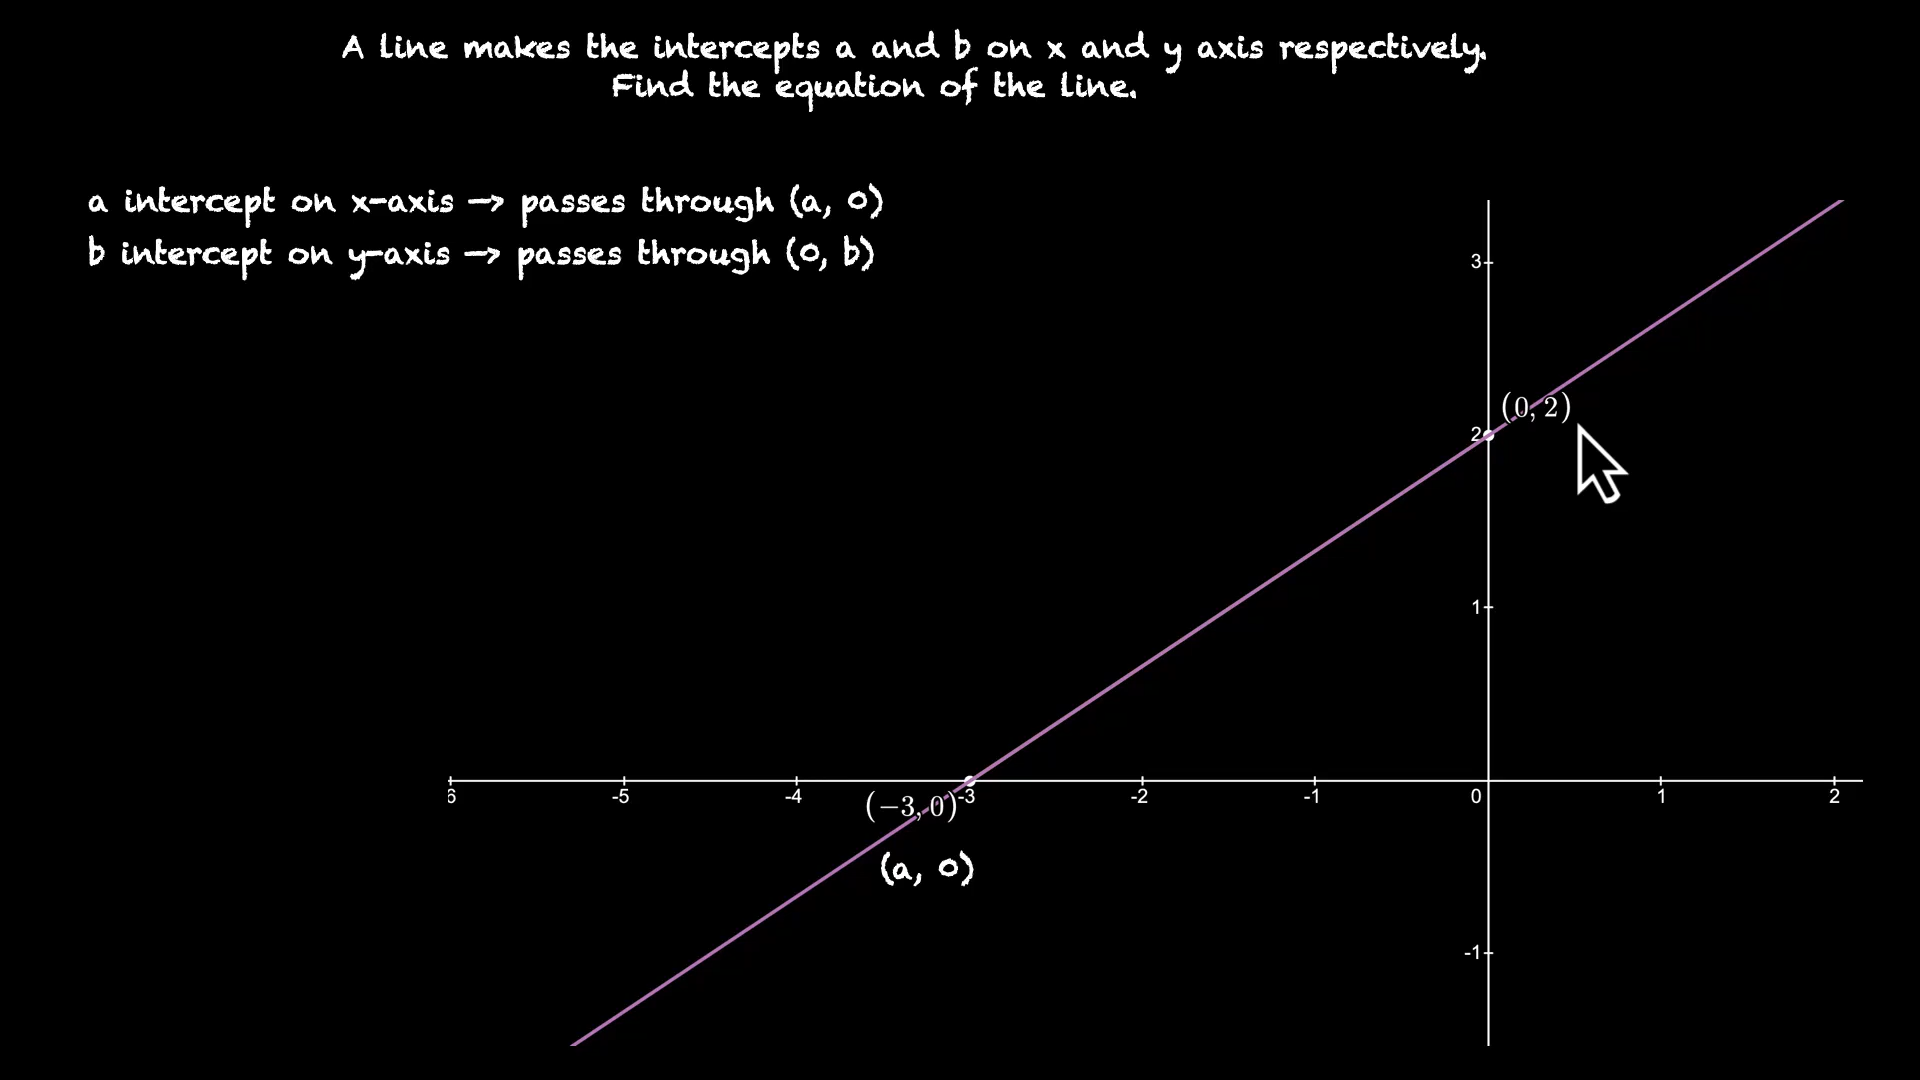 A line makes the intercepts a and b on x and y axis respectively.
Find the equation of the line.
a intercept on x-axis → passes through (a, 0)
b intercept on y-axis → passes through (0, b)
3
(0, 2)
2
1
6 -5 -4 -3 -2 -1 0 1 2
(−3, 0)
(a, 0)
-1